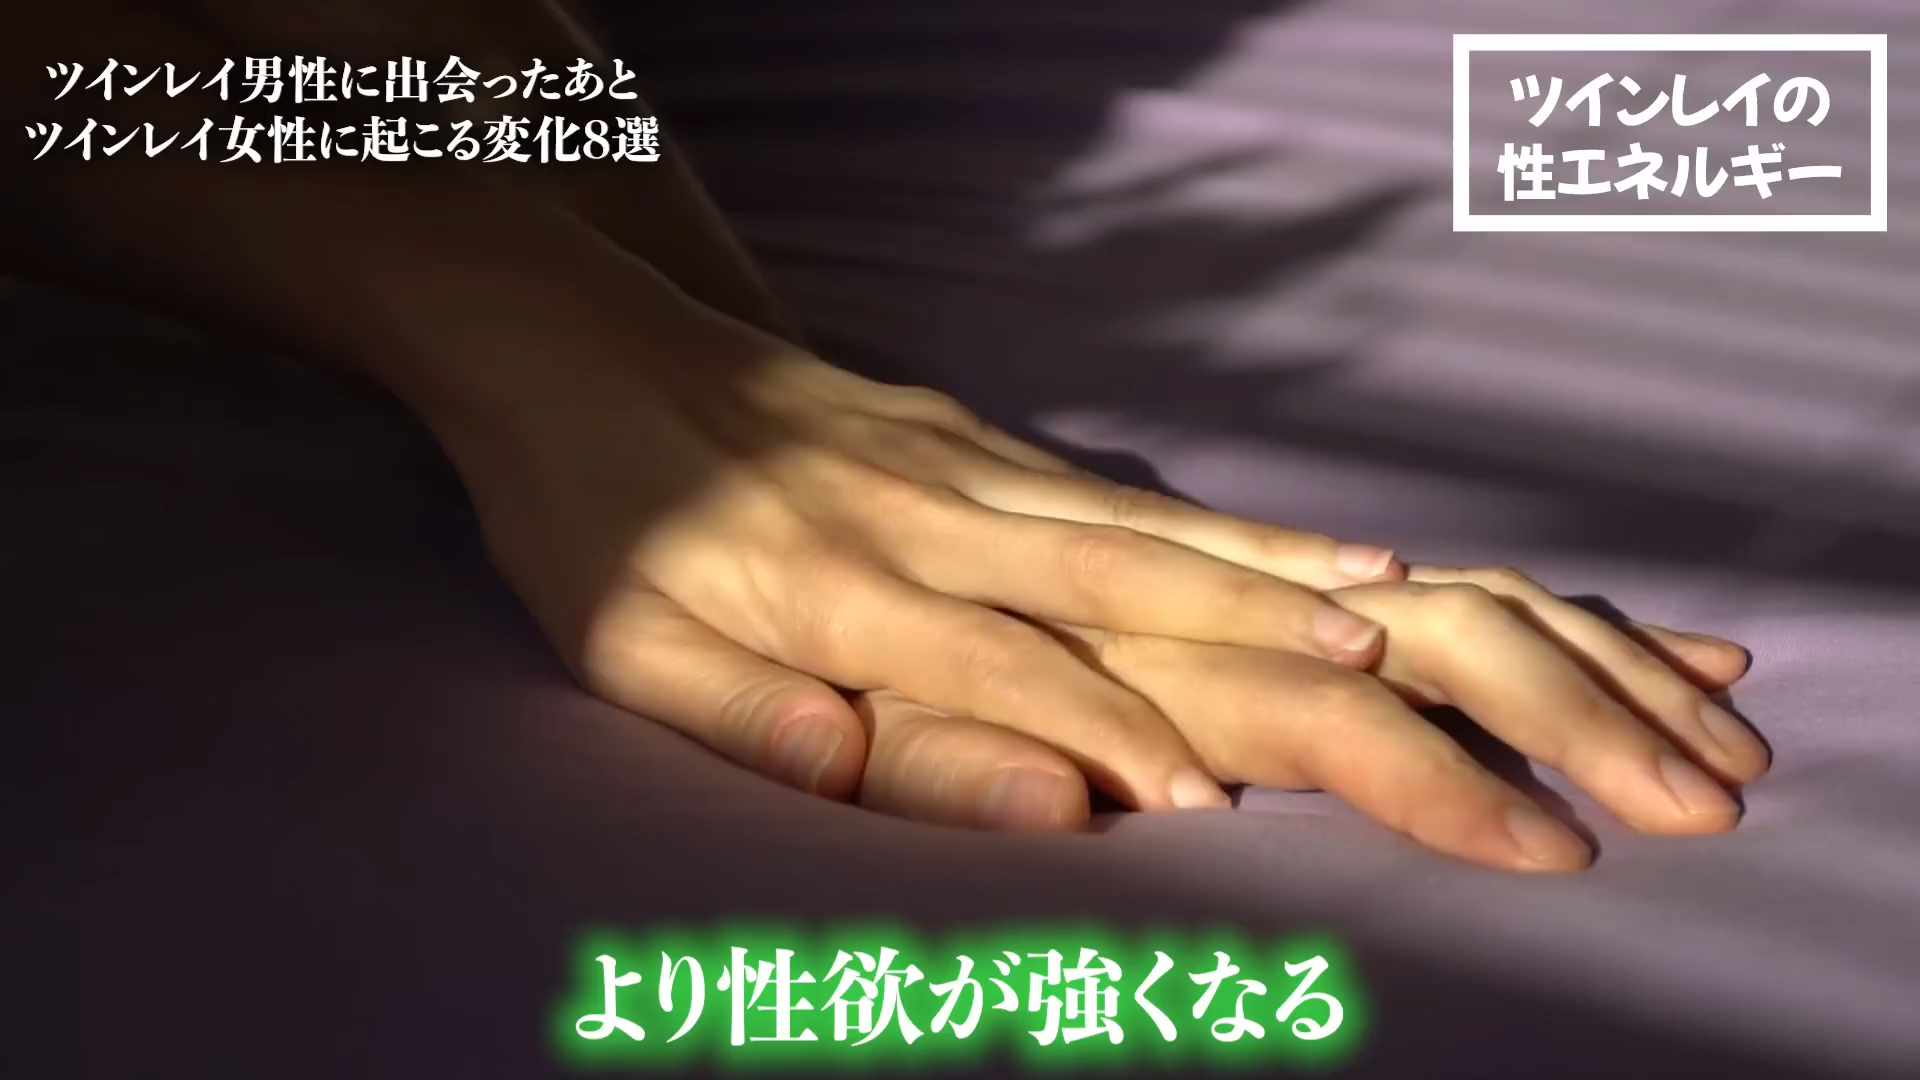 ツインレイ男性に出会ったあと
ツインレイ女性に起こる変化8選
ツインレイの
性エネルギー
より性欲が強くなる